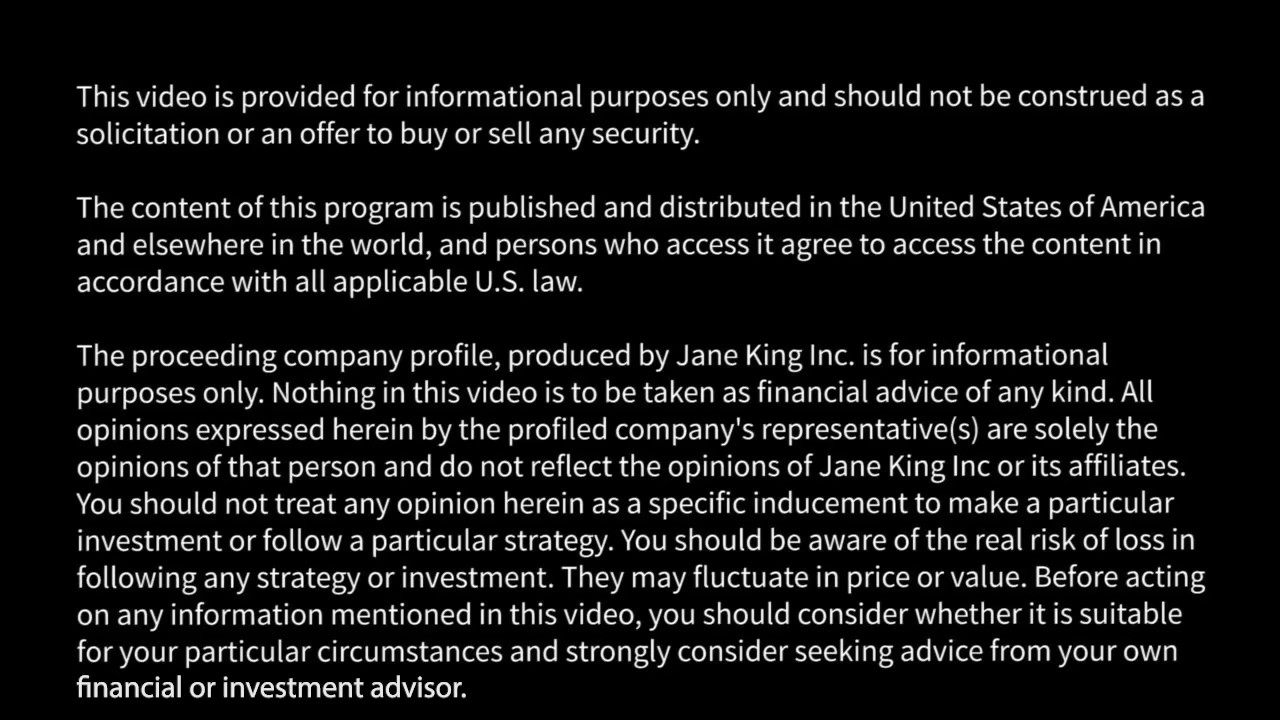 This video is provided for informational purposes only and should not be construed as a
solicitation or an offer to buy or sell any security.
The content of this program is published and distributed in the United States of America
and elsewhere in the world, and persons who access it agree to access the content in
accordance with all applicable U.S. law.
The proceeding company profile, produced by Jane King Inc. is for informational
purposes only. Nothing in this video is to be taken as financial advice of any kind. All
opinions expressed herein by the profiled company's representative(s) are solely the
opinions of that person and do not reflect the opinions of Jane King Inc or its affiliates.
You should not treat any opinion herein as a specific inducement to make a particular
investment or follow a particular strategy. You should be aware of the real risk of loss in
following any strategy or investment. They may fluctuate in price or value. Before acting
on any information mentioned in this video, you should consider whether it is suitable
for your particular circumstances and strongly consider seeking advice from your own
financial or investment advisor.